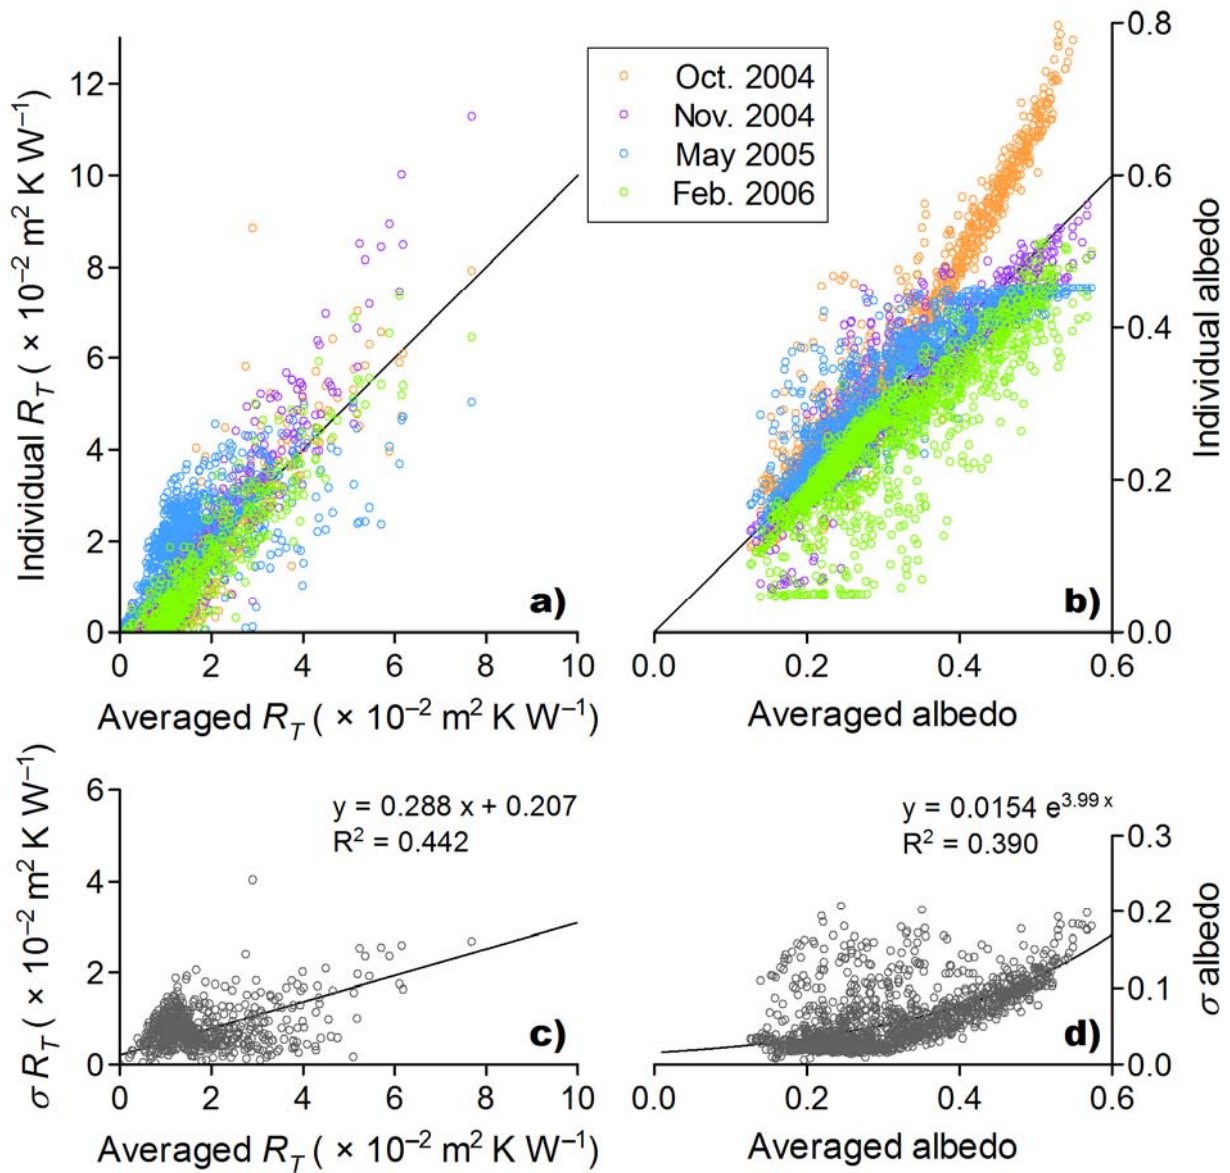 Individual R_T ( × 10⁻² m² K W⁻¹)
12
10
8
6
4
2
0
0 2 4 6 8 10
Averaged R_T ( × 10⁻² m² K W⁻¹)
a)
Oct. 2004
Nov. 2004
May 2005
Feb. 2006
0.8
0.6
0.4
0.2
0.0
Individual albedo
b)
0.0 0.2 0.4 0.6
Averaged albedo
σ R_T ( × 10⁻² m² K W⁻¹)
6
4
2
0
y = 0.288 x + 0.207
R² = 0.442
c)
0 2 4 6 8 10
Averaged R_T ( × 10⁻² m² K W⁻¹)
y = 0.0154 e^3.99 x
R² = 0.390
0.3
0.2
0.1
0.0
σ albedo
d)
0.0 0.2 0.4 0.6
Averaged albedo